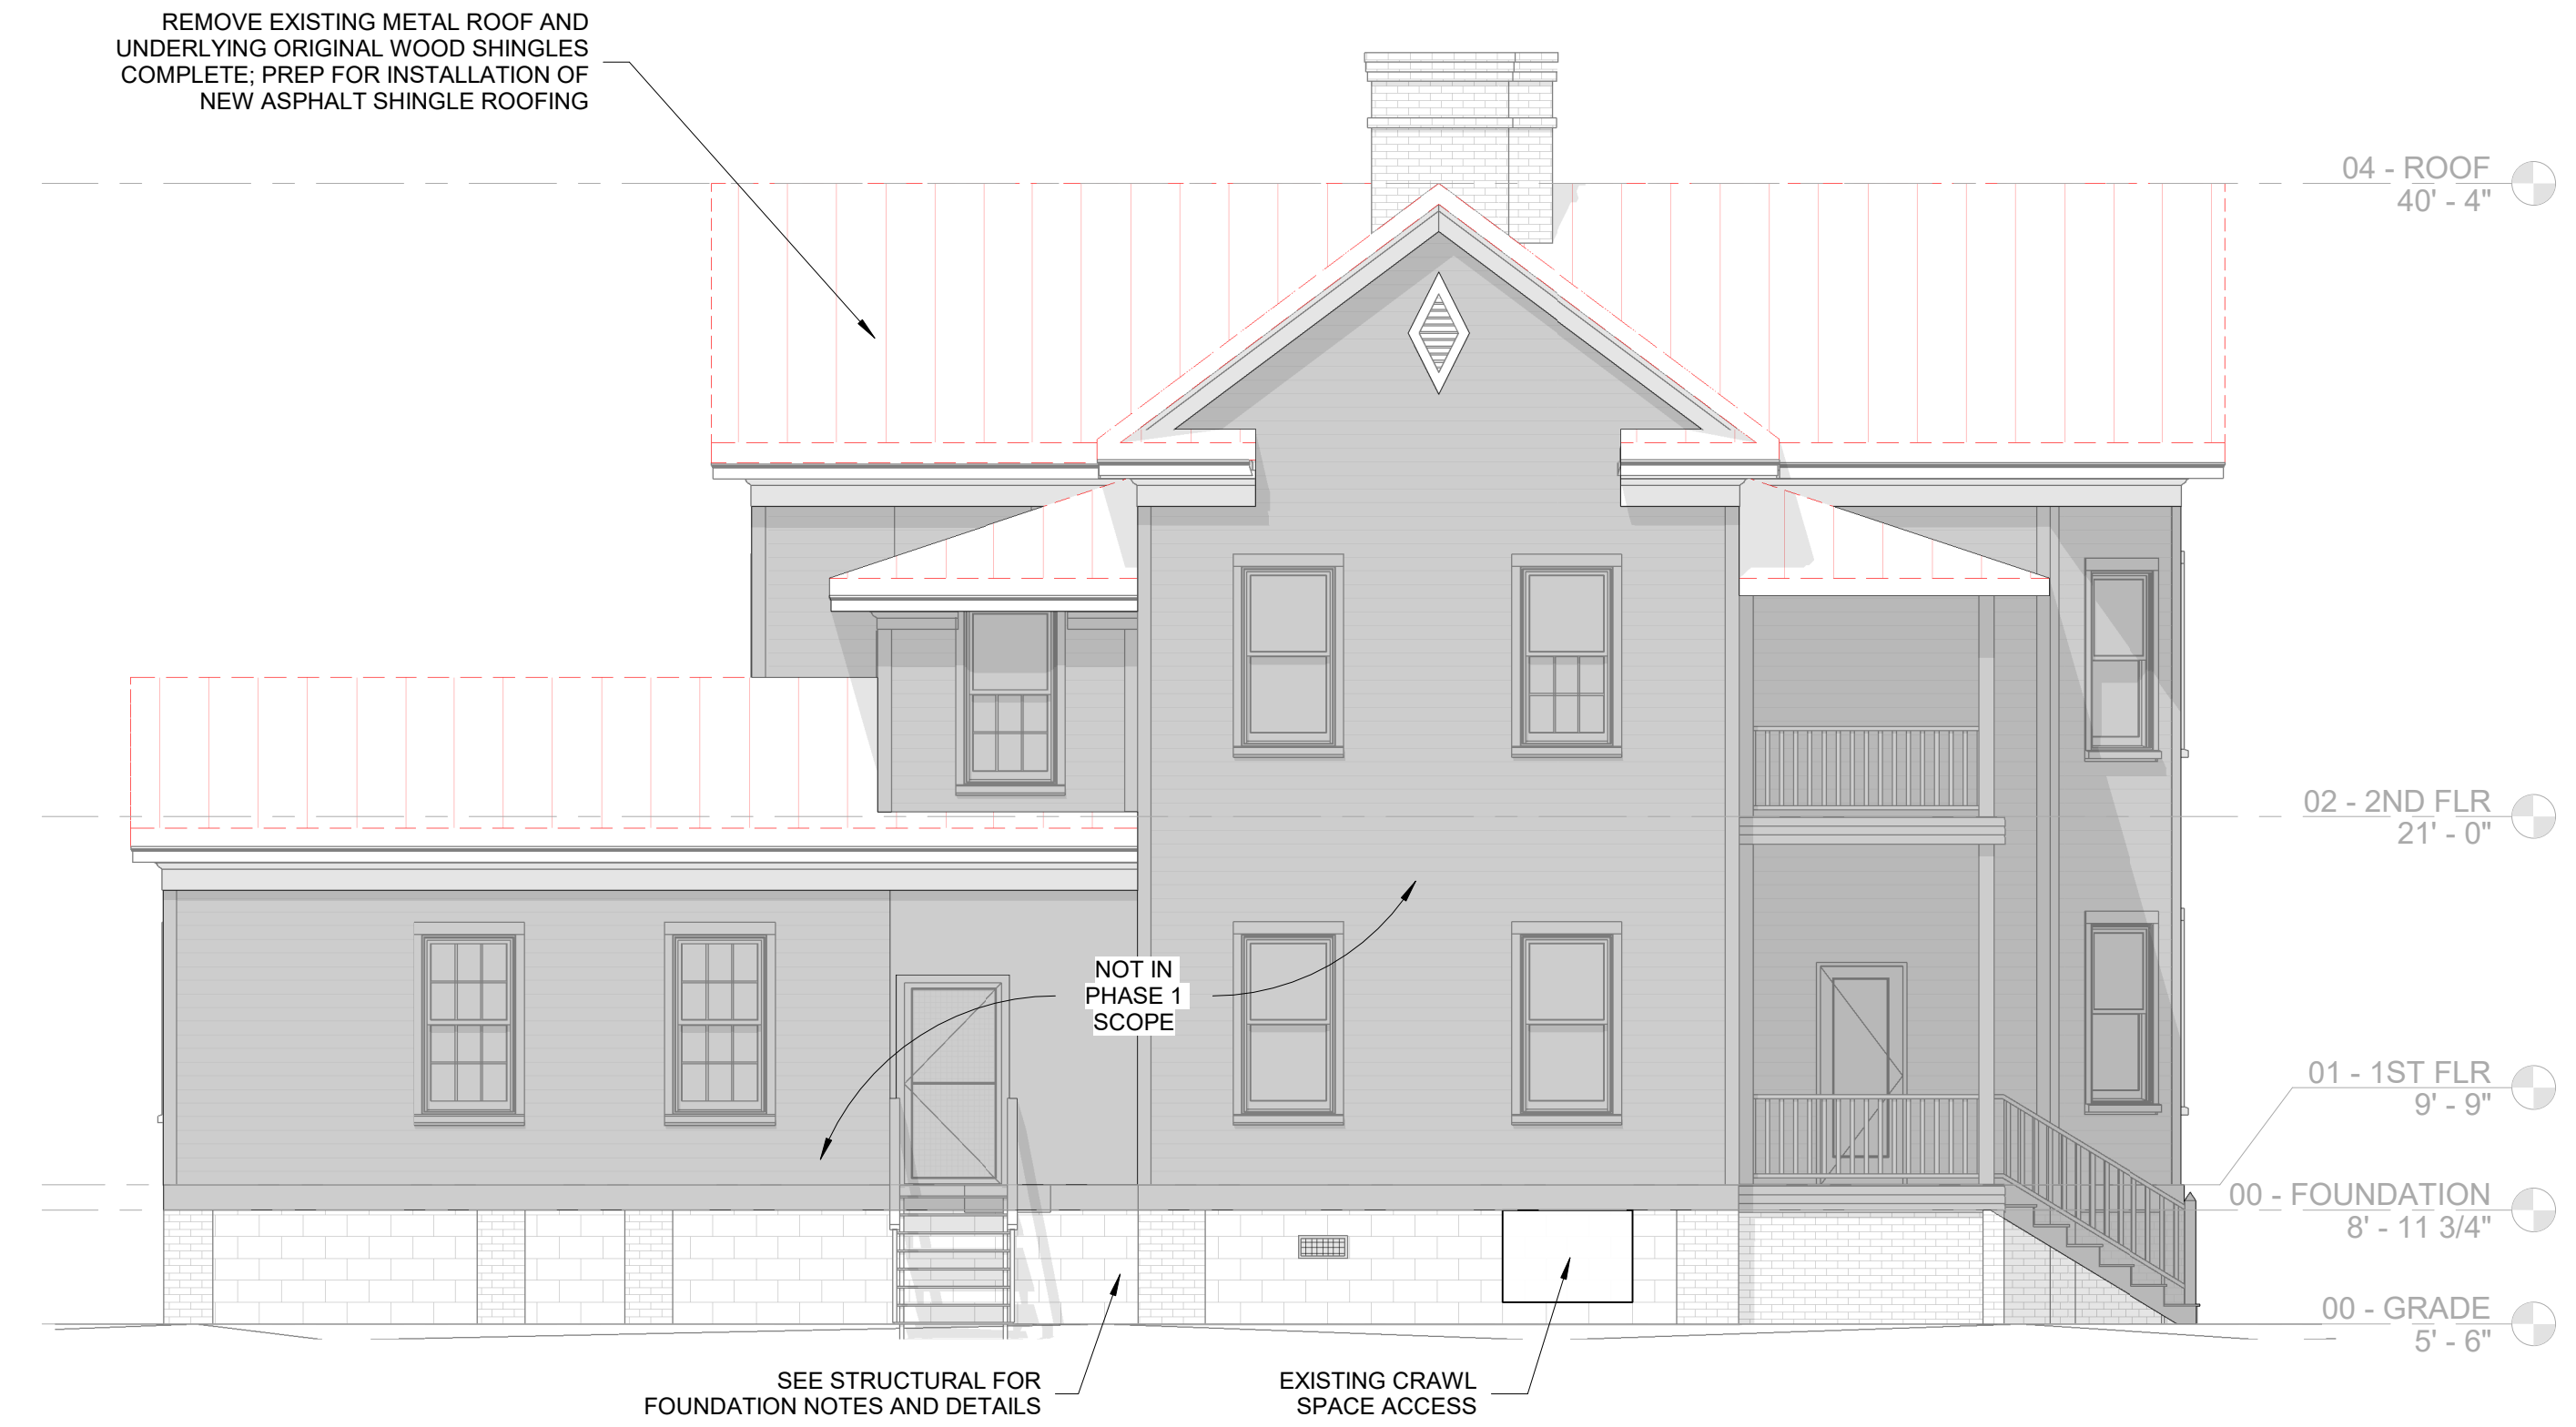 REMOVE EXISTING METAL ROOF AND
UNDERLYING ORIGINAL WOOD SHINGLES
COMPLETE; PREP FOR INSTALLATION OF
NEW ASPHALT SHINGLE ROOFING
04 - ROOF
40' - 4"
02 - 2ND FLR
21' - 0"
NOT IN
PHASE 1
SCOPE
01 - 1ST FLR
9' - 9"
00 - FOUNDATION
8' - 11 3/4"
00 - GRADE
5' - 6"
SEE STRUCTURAL FOR
FOUNDATION NOTES AND DETAILS
EXISTING CRAWL
SPACE ACCESS